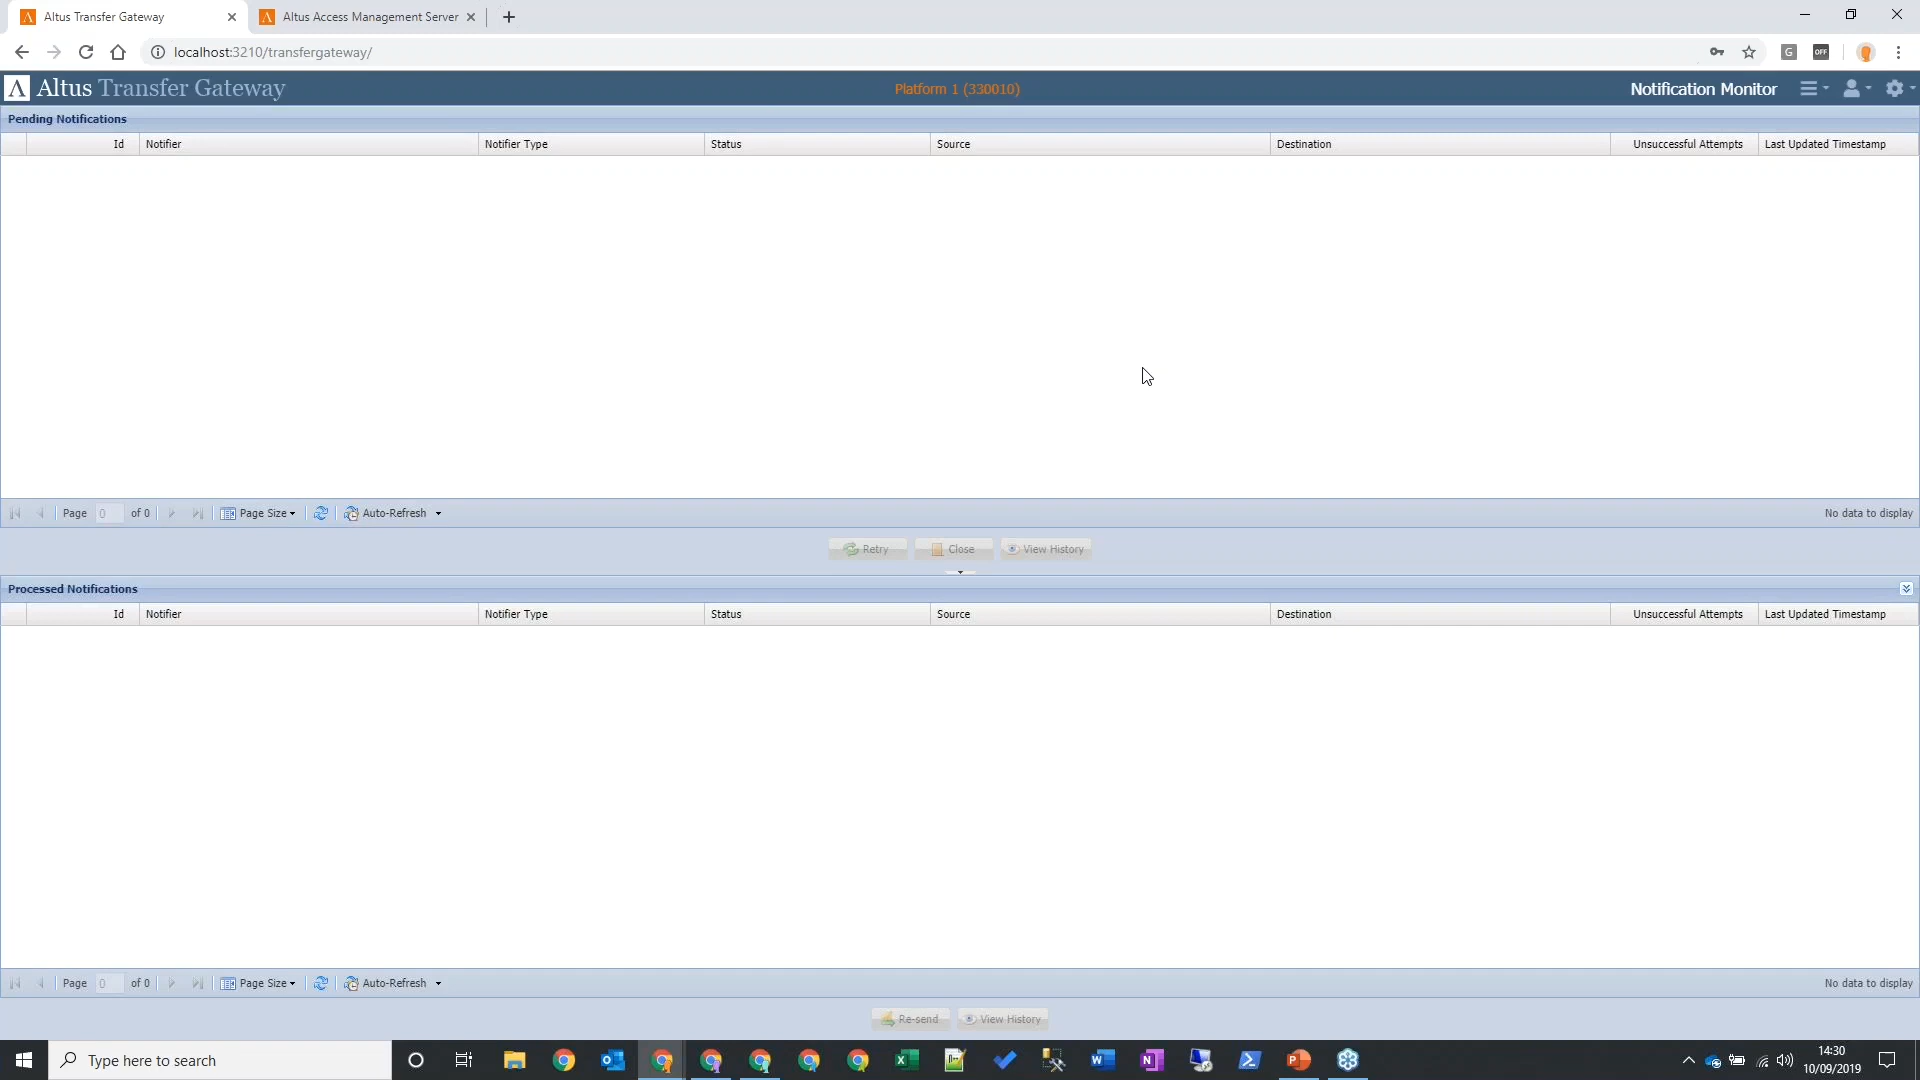 Altus Transfer Gateway
Altus Access Management Server
localhost:3210/transfergateway/
G
OFF
Altus Transfer Gateway
Platform 1 (330010)
Notification Monitor
Pending Notifications
Id Notifier Notifier Type Status Source Destination Unsuccessful Attempts Last Updated Timestamp
Page 0 of 0 Page Size Auto-Refresh No data to display
Retry Close View History
Processed Notifications
Id Notifier Notifier Type Status Source Destination Unsuccessful Attempts Last Updated Timestamp
Page 0 of 0 Page Size Auto-Refresh No data to display
Re-send View History
Type here to search
14:30
10/09/2019